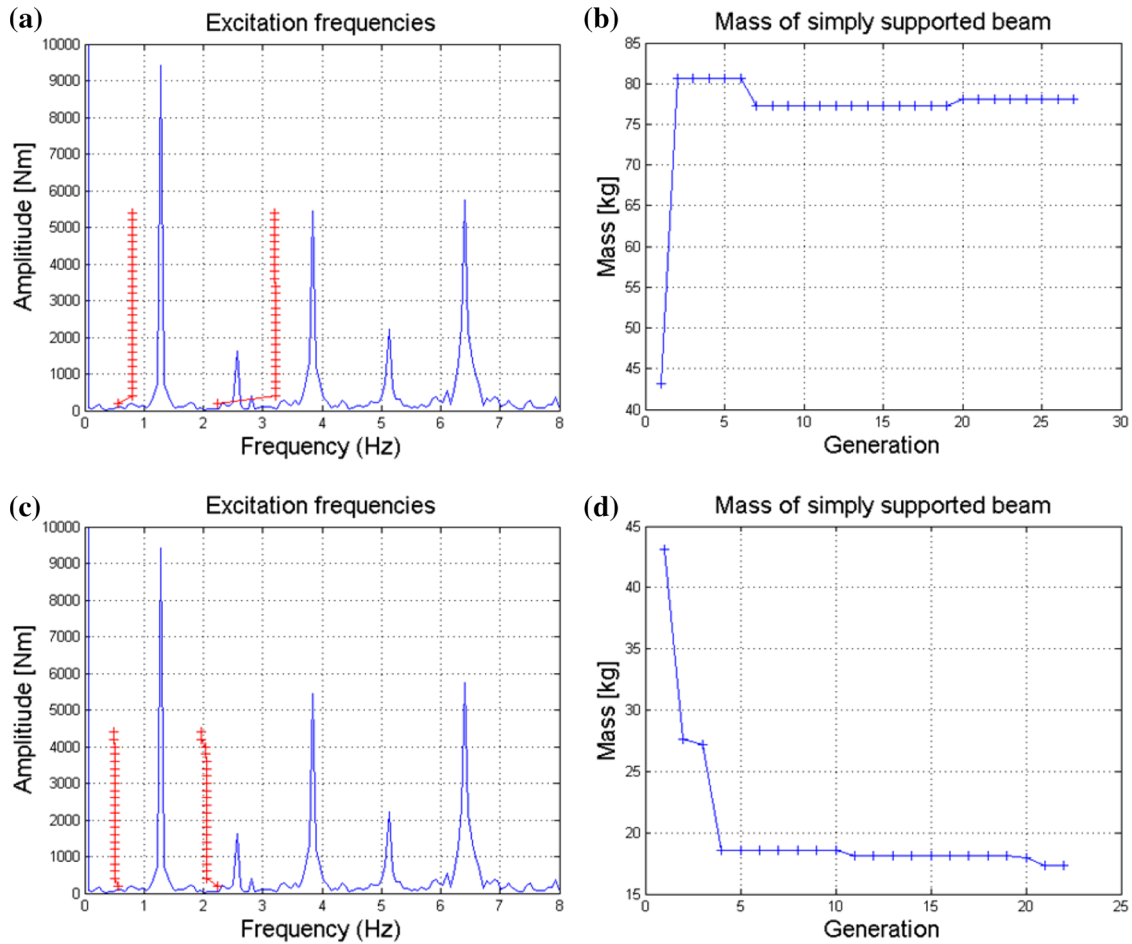 (a)
Excitation frequencies
Amplitiude [Nm]
10000
9000
8000
7000
6000
5000
4000
3000
2000
1000
0
0 1 2 3 4 5 6 7 8
Frequency (Hz)
(b)
Mass of simply supported beam
Mass [kg]
85
80
75
70
65
60
55
50
45
40
0 5 10 15 20 25 30
Generation
(c)
Excitation frequencies
Amplitiude [Nm]
10000
9000
8000
7000
6000
5000
4000
3000
2000
1000
0
0 1 2 3 4 5 6 7 8
Frequency (Hz)
(d)
Mass of simply supported beam
Mass [kg]
45
40
35
30
25
20
15
0 5 10 15 20 25
Generation